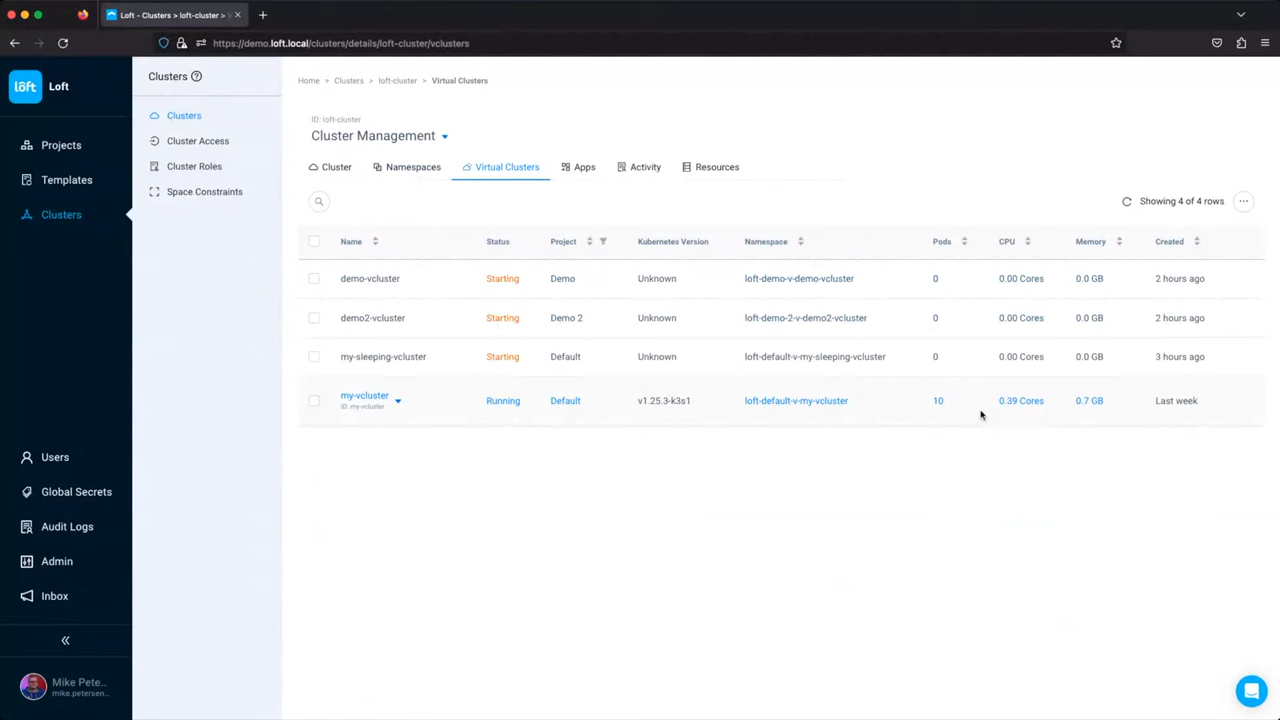 Loft - Clusters > loft-cluster >
https://demo.loft.local/clusters/details/loft-cluster/vclusters
lôft
Loft
Projects
Templates
Clusters
Users
Global Secrets
Audit Logs
Admin
Inbox
Mike Pete...
mike.petersen...
Clusters
Clusters
Cluster Access
Cluster Roles
Space Constraints
Home > Clusters > loft-cluster > Virtual Clusters
ID: loft-cluster
Cluster Management
Cluster Namespaces Virtual Clusters Apps Activity Resources
Showing 4 of 4 rows
Name Status Project Kubernetes Version Namespace Pods CPU Memory Created
demo-vcluster Starting Demo Unknown loft-demo-v-demo-vcluster 0 0.00 Cores 0.0 GB 2 hours ago
demo2-vcluster Starting Demo 2 Unknown loft-demo-2-v-demo2-vcluster 0 0.00 Cores 0.0 GB 2 hours ago
my-sleeping-vcluster Starting Default Unknown loft-default-v-my-sleeping-vcluster 0 0.00 Cores 0.0 GB 3 hours ago
my-vcluster Running Default v1.25.3-k3s1 loft-default-v-my-vcluster 10 0.39 Cores 0.7 GB Last week
ID: my-vcluster